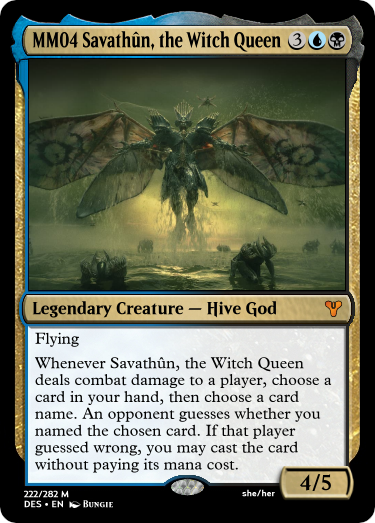 MM04 Savathûn, the Witch Queen 3
Legendary Creature — Hive God
Flying
Whenever Savathûn, the Witch Queen
deals combat damage to a player, choose a
card in your hand, then choose a card
name. An opponent guesses whether you
named the chosen card. If that player
guessed wrong, you may cast the card
without paying its mana cost.
4/5
222/282 M
she/her
DES • EN Bungie